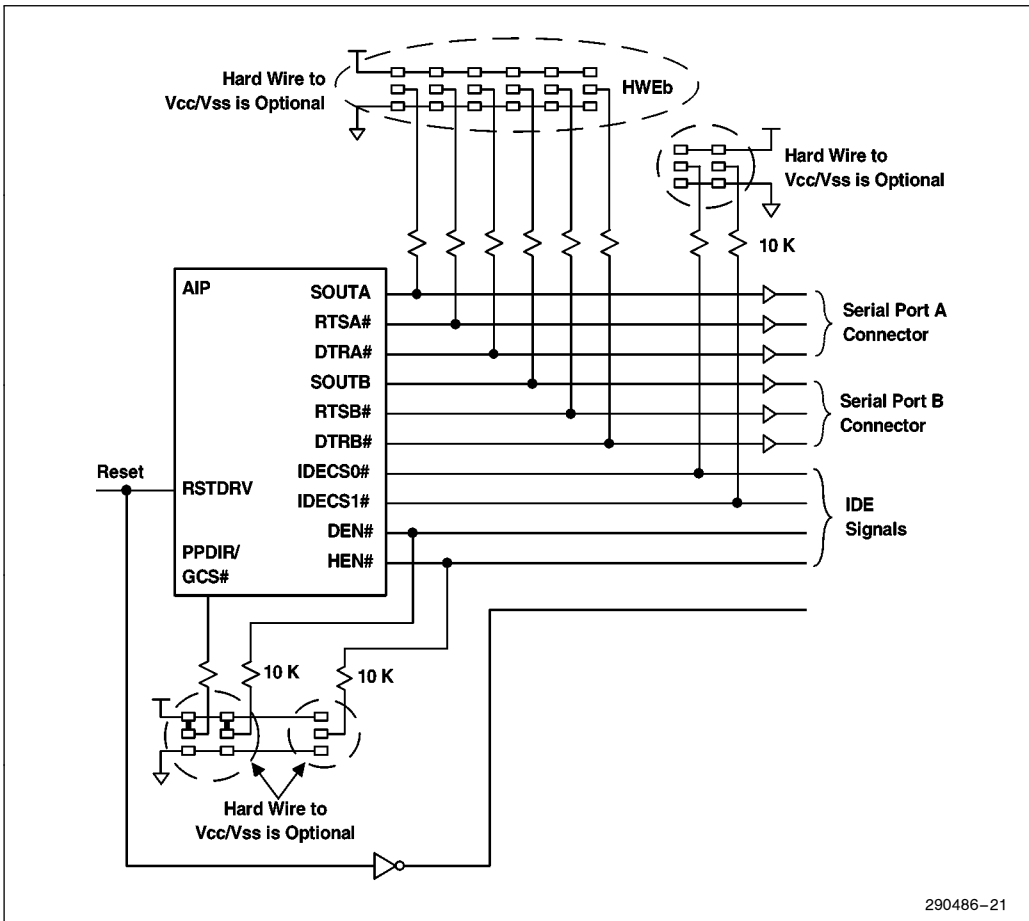 Hard Wire to
Vcc/Vss is Optional
HWEb
Hard Wire to
Vcc/Vss is Optional
10 K
AIP
SOUTA
RTSA#
DTRA#
SOUTB
RTSB#
DTRB#
IDECS0#
IDECS1#
DEN#
HEN#
Serial Port A
Connector
Serial Port B
Connector
IDE
Signals
Reset
RSTDRV
PPDIR/
GCS#
10 K
10 K
Hard Wire to
Vcc/Vss is Optional
290486–21